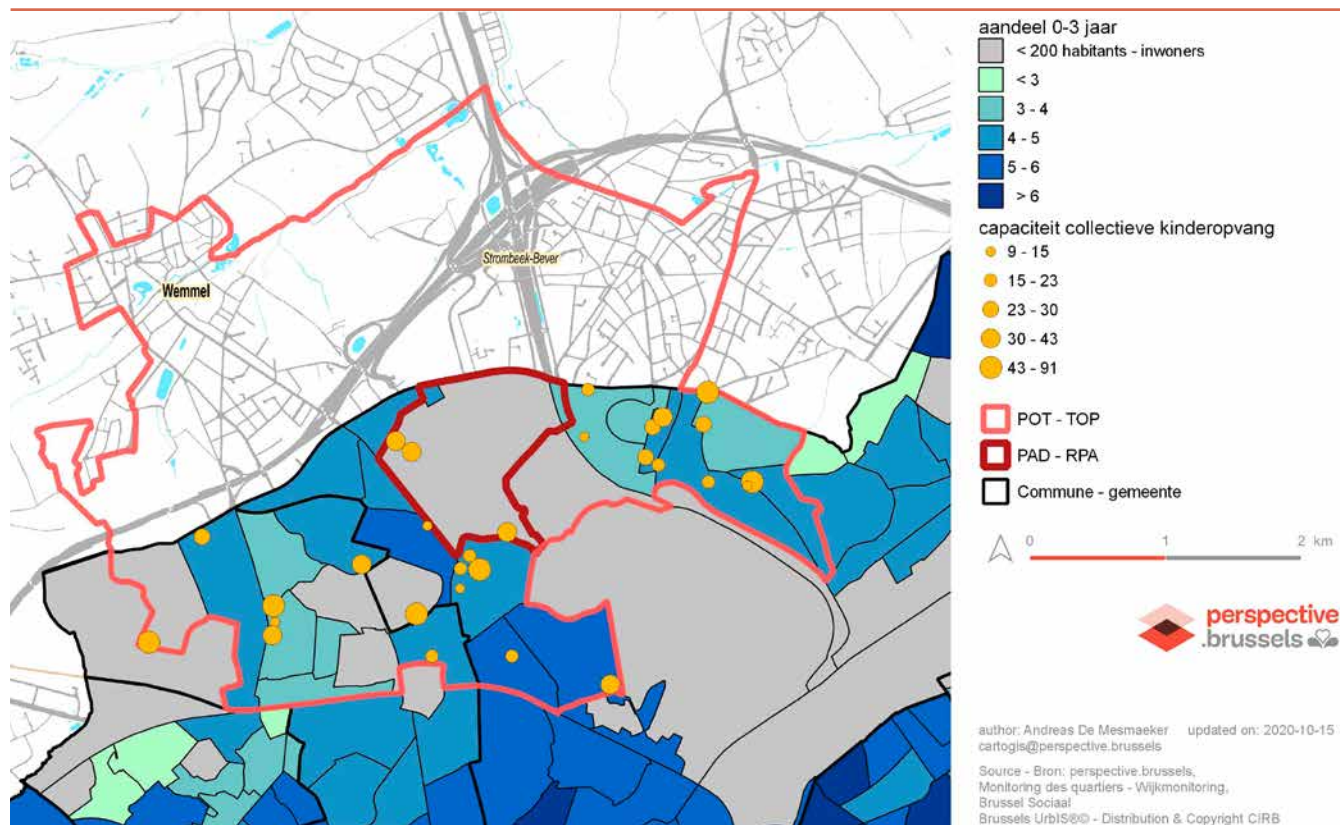 Wemmel
Strombeek-Bever
aandeel 0-3 jaar
< 200 habitants - inwoners
< 3
3 - 4
4 - 5
5 - 6
> 6
capaciteit collectieve kinderopvang
9 - 15
15 - 23
23 - 30
30 - 43
43 - 91
POT - TOP
PAD - RPA
Commune - gemeente
0 1 2 km
perspective
.brussels
author: Andreas De Mesmaeker updated on: 2020-10-15
cartogis@perspective.brussels
Source - Bron: perspective.brussels,
Monitoring des quartiers - Wijkmonitoring,
Brussel Sociaal
Brussels UrbIS®© - Distribution & Copyright CIRB